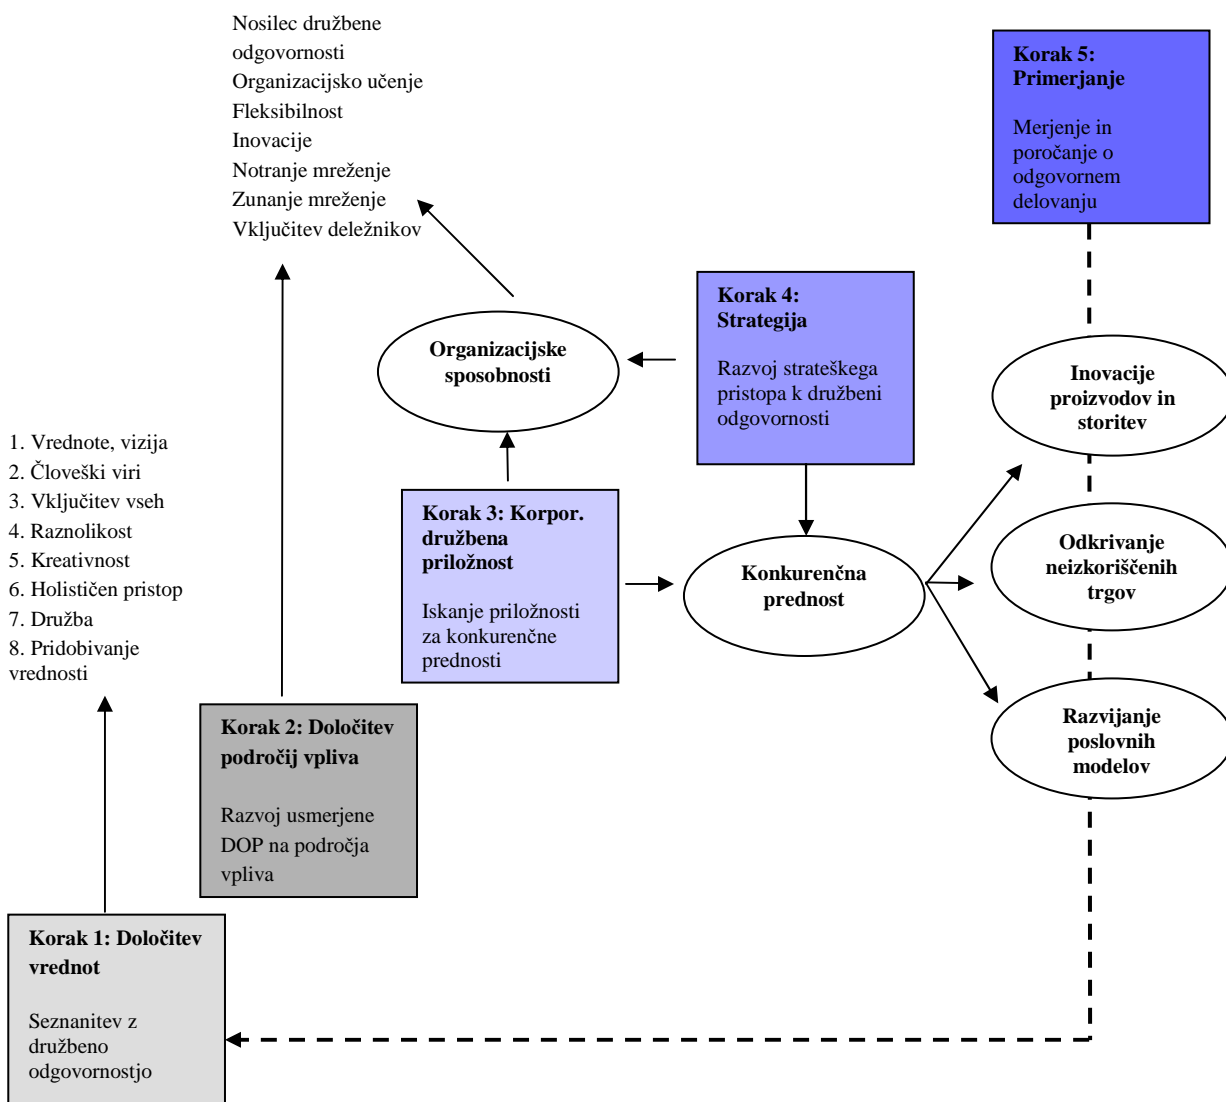 Nosilec družbene
odgovornosti
Organizacijsko učenje
Fleksibilnost
Inovacije
Notranje mreženje
Zunanje mreženje
Vključitev deležnikov
Korak 5:
Primerjanje
Merjenje in
poročanje o
odgovornem
delovanju
Korak 4:
Strategija
Razvoj strateškega
pristopa k družbeni
odgovornosti
Organizacijske
sposobnosti
Inovacije
proizvodov in
storitev
1. Vrednote, vizija
2. Človeški viri
3. Vključitev vseh
4. Raznolikost
5. Kreativnost
6. Holističen pristop
7. Družba
8. Pridobivanje
vrednosti
Korak 3: Korpor.
družbena
priložnost
Iskanje priložnosti
za konkurenčne
prednosti
Konkurenčna
prednost
Odkrivanje
neizkoriščenih
trgov
Razvijanje
poslovnih
modelov
Korak 2: Določitev
področij vpliva
Razvoj usmerjene
DOP na področja
vpliva
Korak 1: Določitev
vrednot
Seznanitev z
družbeno
odgovornostjo